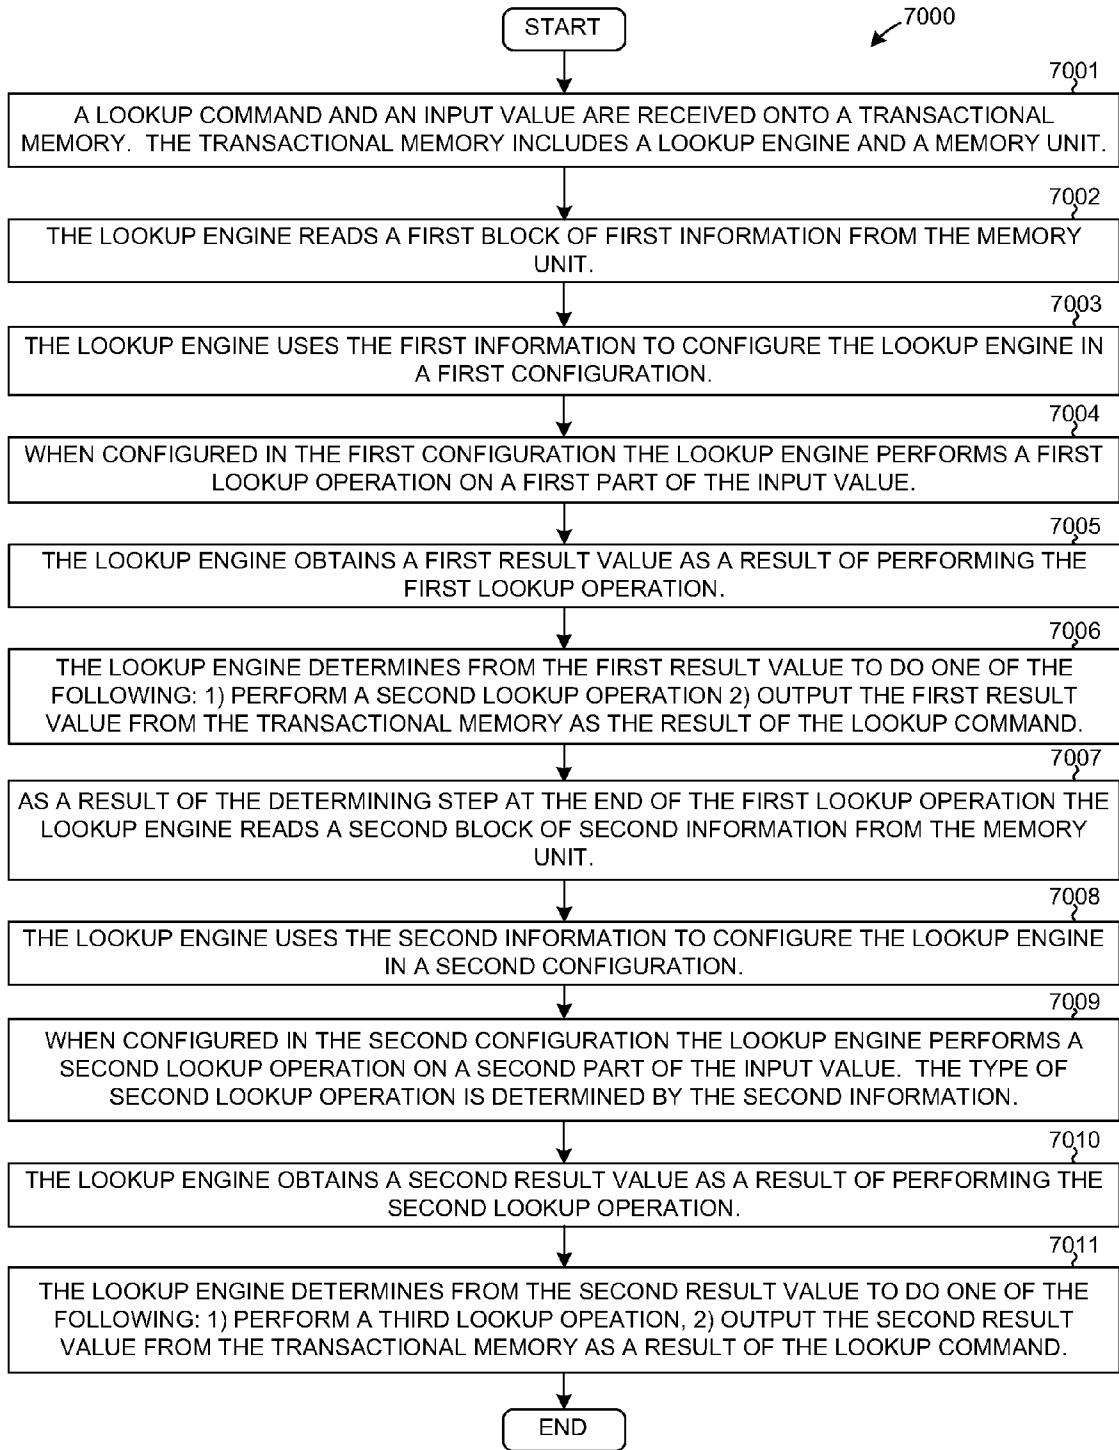 START
7000
7001
A LOOKUP COMMAND AND AN INPUT VALUE ARE RECEIVED ONTO A TRANSACTIONAL
MEMORY. THE TRANSACTIONAL MEMORY INCLUDES A LOOKUP ENGINE AND A MEMORY UNIT.
7002
THE LOOKUP ENGINE READS A FIRST BLOCK OF FIRST INFORMATION FROM THE MEMORY
UNIT.
7003
THE LOOKUP ENGINE USES THE FIRST INFORMATION TO CONFIGURE THE LOOKUP ENGINE IN
A FIRST CONFIGURATION.
7004
WHEN CONFIGURED IN THE FIRST CONFIGURATION THE LOOKUP ENGINE PERFORMS A FIRST
LOOKUP OPERATION ON A FIRST PART OF THE INPUT VALUE.
7005
THE LOOKUP ENGINE OBTAINS A FIRST RESULT VALUE AS A RESULT OF PERFORMING THE
FIRST LOOKUP OPERATION.
7006
THE LOOKUP ENGINE DETERMINES FROM THE FIRST RESULT VALUE TO DO ONE OF THE
FOLLOWING: 1) PERFORM A SECOND LOOKUP OPERATION 2) OUTPUT THE FIRST RESULT
VALUE FROM THE TRANSACTIONAL MEMORY AS THE RESULT OF THE LOOKUP COMMAND.
7007
AS A RESULT OF THE DETERMINING STEP AT THE END OF THE FIRST LOOKUP OPERATION THE
LOOKUP ENGINE READS A SECOND BLOCK OF SECOND INFORMATION FROM THE MEMORY
UNIT.
7008
THE LOOKUP ENGINE USES THE SECOND INFORMATION TO CONFIGURE THE LOOKUP ENGINE
IN A SECOND CONFIGURATION.
7009
WHEN CONFIGURED IN THE SECOND CONFIGURATION THE LOOKUP ENGINE PERFORMS A
SECOND LOOKUP OPERATION ON A SECOND PART OF THE INPUT VALUE. THE TYPE OF
SECOND LOOKUP OPERATION IS DETERMINED BY THE SECOND INFORMATION.
7010
THE LOOKUP ENGINE OBTAINS A SECOND RESULT VALUE AS A RESULT OF PERFORMING THE
SECOND LOOKUP OPERATION.
7011
THE LOOKUP ENGINE DETERMINES FROM THE SECOND RESULT VALUE TO DO ONE OF THE
FOLLOWING: 1) PERFORM A THIRD LOOKUP OPEATION, 2) OUTPUT THE SECOND RESULT
VALUE FROM THE TRANSACTIONAL MEMORY AS A RESULT OF THE LOOKUP COMMAND.
END